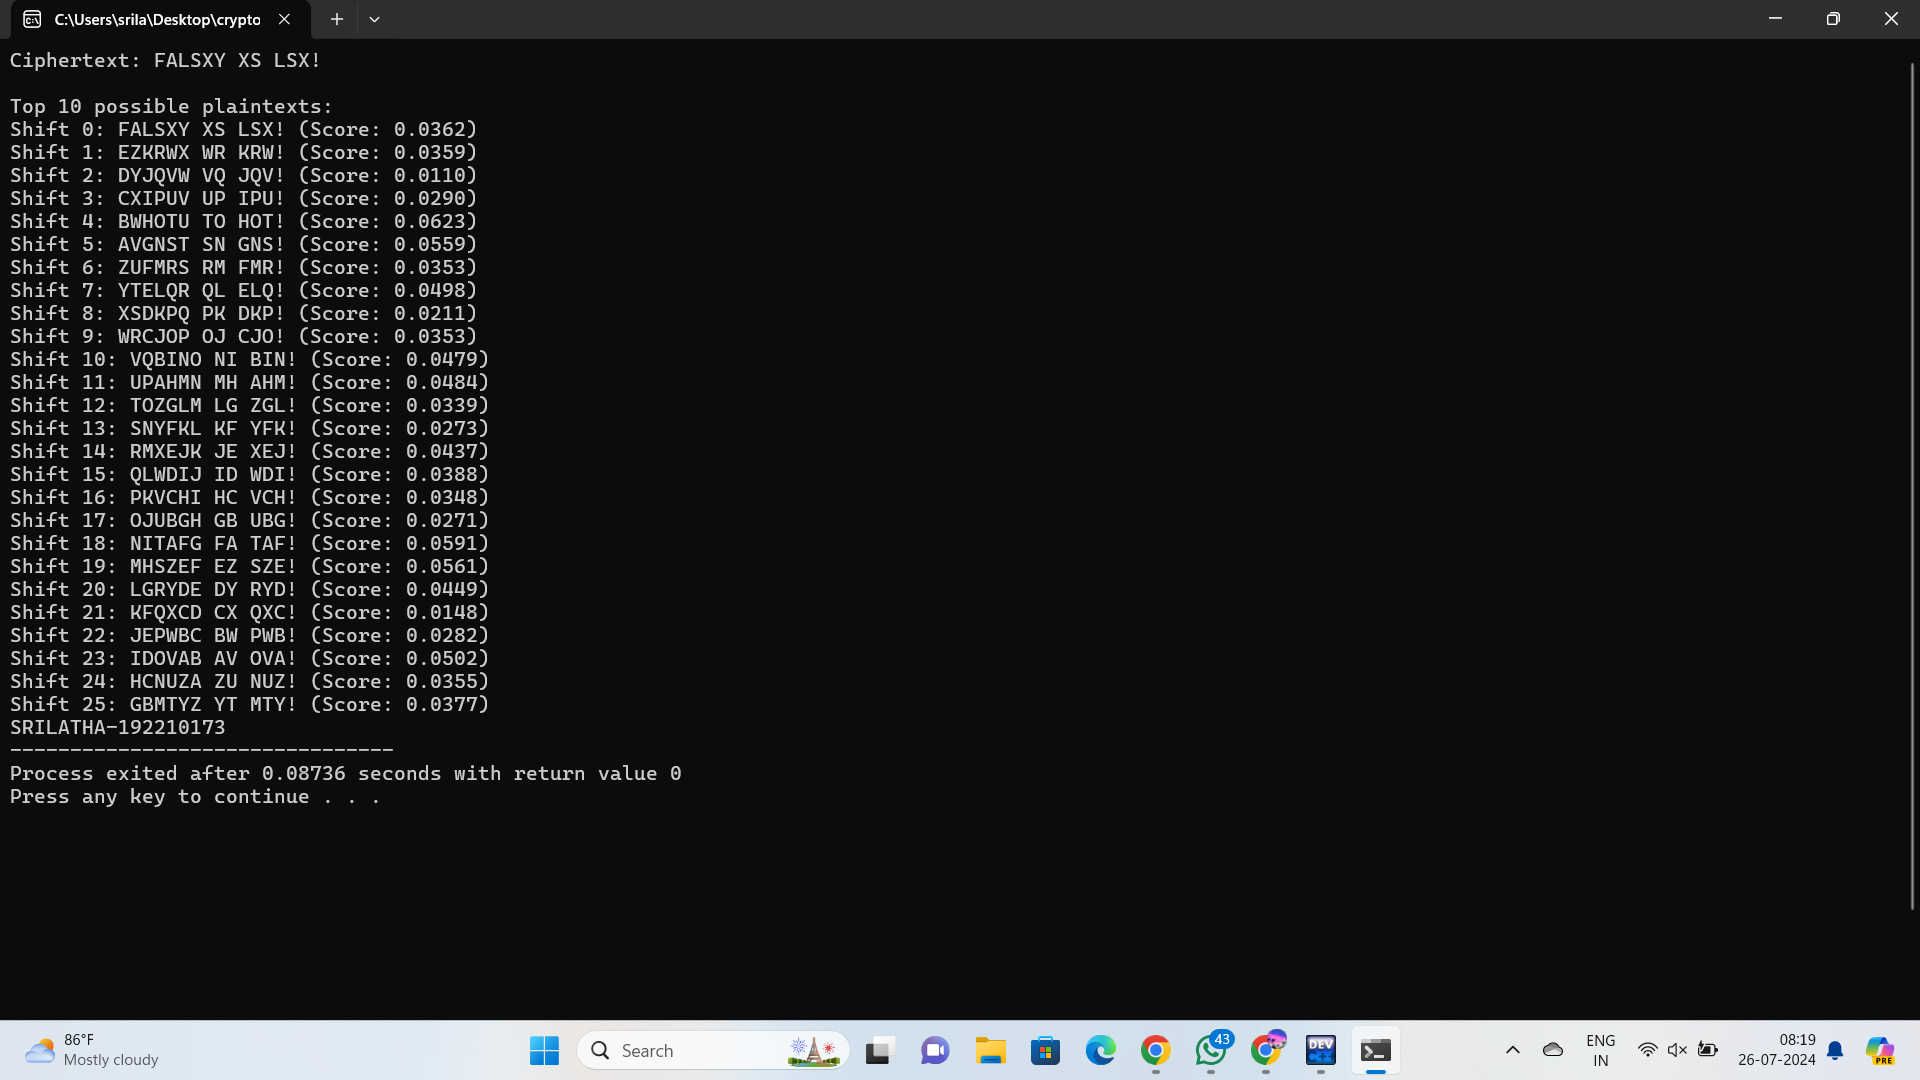 C:\Users\srila\Desktop\crypto
Ciphertext: FALSXY XS LSX!
Top 10 possible plaintexts:
Shift 0: FALSXY XS LSX! (Score: 0.0362)
Shift 1: EZKRWX WR KRW! (Score: 0.0359)
Shift 2: DYJQVW VQ JQV! (Score: 0.0110)
Shift 3: CXIPUV UP IPU! (Score: 0.0290)
Shift 4: BWHOTU TO HOT! (Score: 0.0623)
Shift 5: AVGNST SN GNS! (Score: 0.0559)
Shift 6: ZUFMRS RM FMR! (Score: 0.0353)
Shift 7: YTELQR QL ELQ! (Score: 0.0498)
Shift 8: XSDKPQ PK DKP! (Score: 0.0211)
Shift 9: WRCJOP OJ CJO! (Score: 0.0353)
Shift 10: VQBINO NI BIN! (Score: 0.0479)
Shift 11: UPAHMN MH AHM! (Score: 0.0484)
Shift 12: TOZGLM LG ZGL! (Score: 0.0339)
Shift 13: SNYFKL KF YFK! (Score: 0.0273)
Shift 14: RMXEJK JE XEJ! (Score: 0.0437)
Shift 15: QLWDIJ ID WDI! (Score: 0.0388)
Shift 16: PKVCHI HC VCH! (Score: 0.0348)
Shift 17: OJUBGH GB UBG! (Score: 0.0271)
Shift 18: NITAFG FA TAF! (Score: 0.0591)
Shift 19: MHSZEF EZ SZE! (Score: 0.0561)
Shift 20: LGRYDE DY RYD! (Score: 0.0449)
Shift 21: KFQXCD CX QXC! (Score: 0.0148)
Shift 22: JEPWBC BW PWB! (Score: 0.0282)
Shift 23: IDOVAB AV OVA! (Score: 0.0502)
Shift 24: HCNUZA ZU NUZ! (Score: 0.0355)
Shift 25: GBMTYZ YT MTY! (Score: 0.0377)
SRILATHA-192210173
--------------------------------
Process exited after 0.08736 seconds with return value 0
Press any key to continue . . .
86°F
Mostly cloudy
Search
43
DEV
ENG
IN
08:19
26-07-2024
PRE